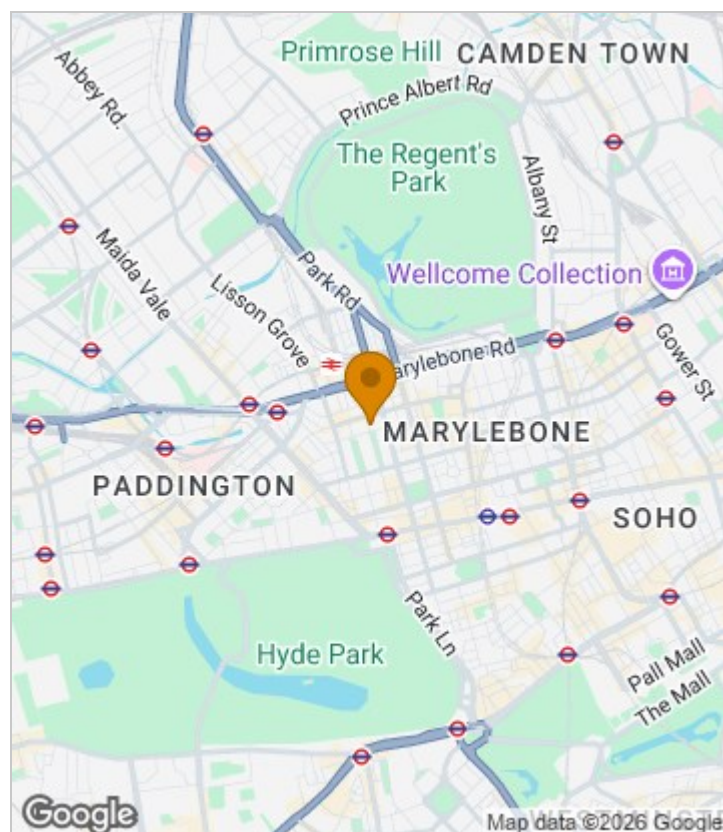 Primrose Hill
CAMDEN TOWN
Abbey Rd.
Prince Albert Rd
The Regent's
Park
Albany St
Maida Vale
Wellcome Collection
Lisson Grove
Park Rd
Gower St
arylebone Rd
MARYLEBONE
PADDINGTON
SOHO
Park Ln
Hyde Park
Pall Mall
The Mall
Google
Map data ©2026 Google